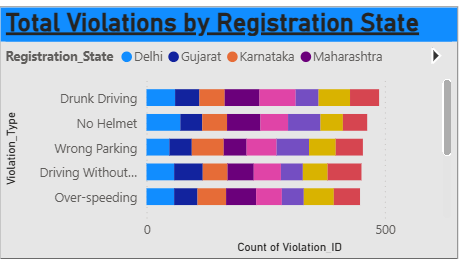 Total Violations by Registration State
Registration_State Delhi Gujarat Karnataka Maharashtra
Violation_Type
Drunk Driving
No Helmet
Wrong Parking
Driving Without...
Over-speeding
0 500
Count of Violation_ID